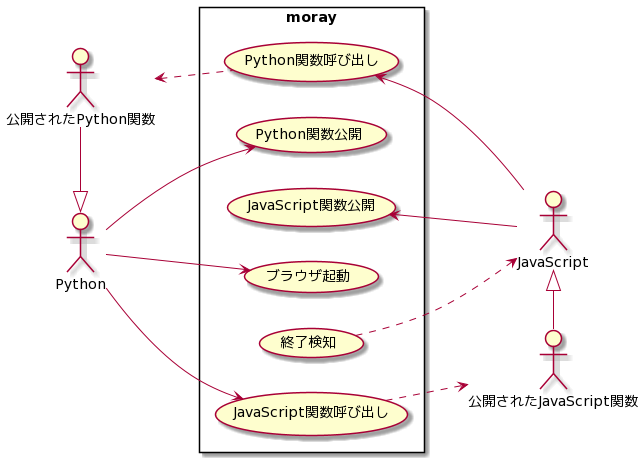 moray
Python関数呼び出し
公開されたPython関数
Python関数公開
JavaScript関数公開
JavaScript
Python
ブラウザ起動
終了検知
公開されたJavaScript関数
JavaScript関数呼び出し